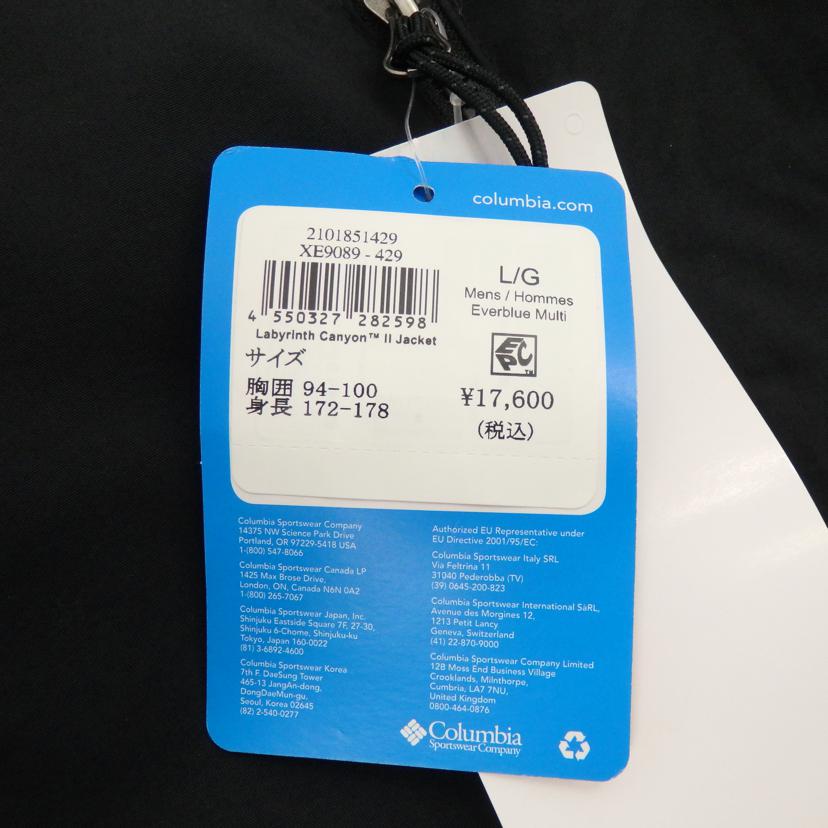 columbia.com
2101851429
XE9089 - 429
4 550327 282598
Labyrinth Canyon™ II Jacket
サイズ
胸囲 94-100
身長 172-178
L/G
Mens / Hommes
Everblue Multi
EPC™
¥17,600
(税込)
Columbia Sportswear Company
14375 NW Science Park Drive
Portland, OR 97229-5418 USA
1-(800) 547-8066
Columbia Sportswear Canada LP
1425 Max Brose Drive,
London, ON, Canada N6N 0A2
1-(800) 265-7067
Columbia Sportswear Japan, Inc.
Shinjuku Eastside Square 7F, 27-30,
Shinjuku 6-Chome, Shinjuku-ku
Tokyo, Japan 160-0022
(81) 3-6892-4600
Columbia Sportswear Korea
7th F. DaeSung Tower
465-13 JangAn-dong,
DongDaeMun-gu,
Seoul, Korea 02645
(82) 2-540-0277
Authorized EU Representative under
EU Directive 2001/95/EC:
Columbia Sportswear Italy SRL
Via Feltrina 11
31040 Pederobba (TV)
(39) 0645-200-823
Columbia Sportswear International SàRL,
Avenue des Morgines 12,
1213 Petit Lancy
Geneva, Switzerland
(41) 22-870-9000
Columbia Sportswear Company Limited
12B Moss End Business Village
Crooklands, Milnthorpe,
Cumbria, LA7 7NU,
United Kingdom
0800-464-0876
Columbia
Sportswear Company